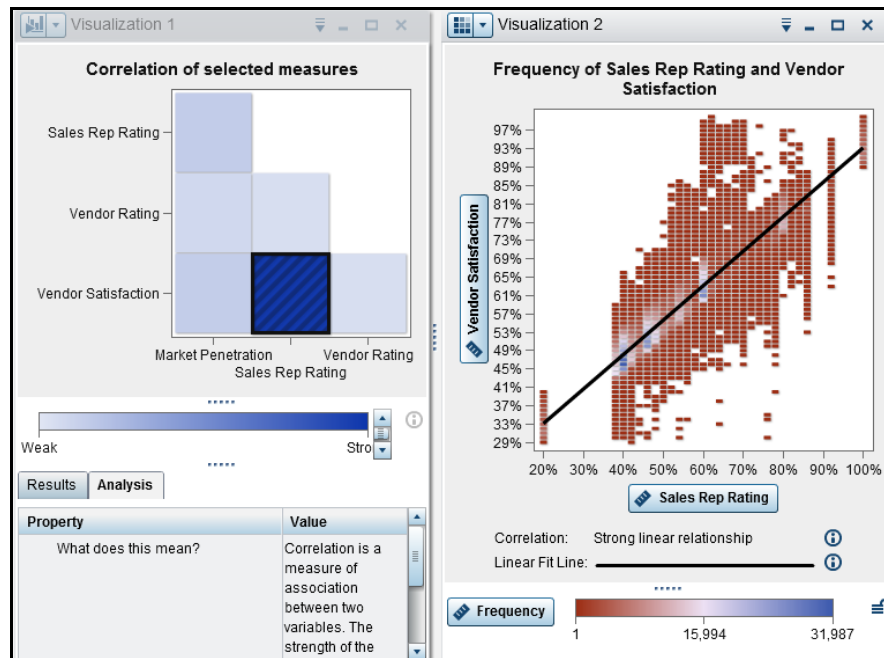 Visualization 1
Correlation of selected measures
Sales Rep Rating
Vendor Rating
Vendor Satisfaction
Market Penetration
Sales Rep Rating
Vendor Rating
Weak
Stro
Results
Analysis
Property
Value
What does this mean?
Correlation is a
measure of
association
between two
variables. The
strength of the
Visualization 2
Frequency of Sales Rep Rating and Vendor
Satisfaction
Vendor Satisfaction
97%
93%
89%
85%
81%
77%
73%
69%
65%
61%
57%
53%
49%
45%
41%
37%
33%
29%
20% 30% 40% 50% 60% 70% 80% 90% 100%
Sales Rep Rating
Correlation: Strong linear relationship
Linear Fit Line:
Frequency
1 15,994 31,987